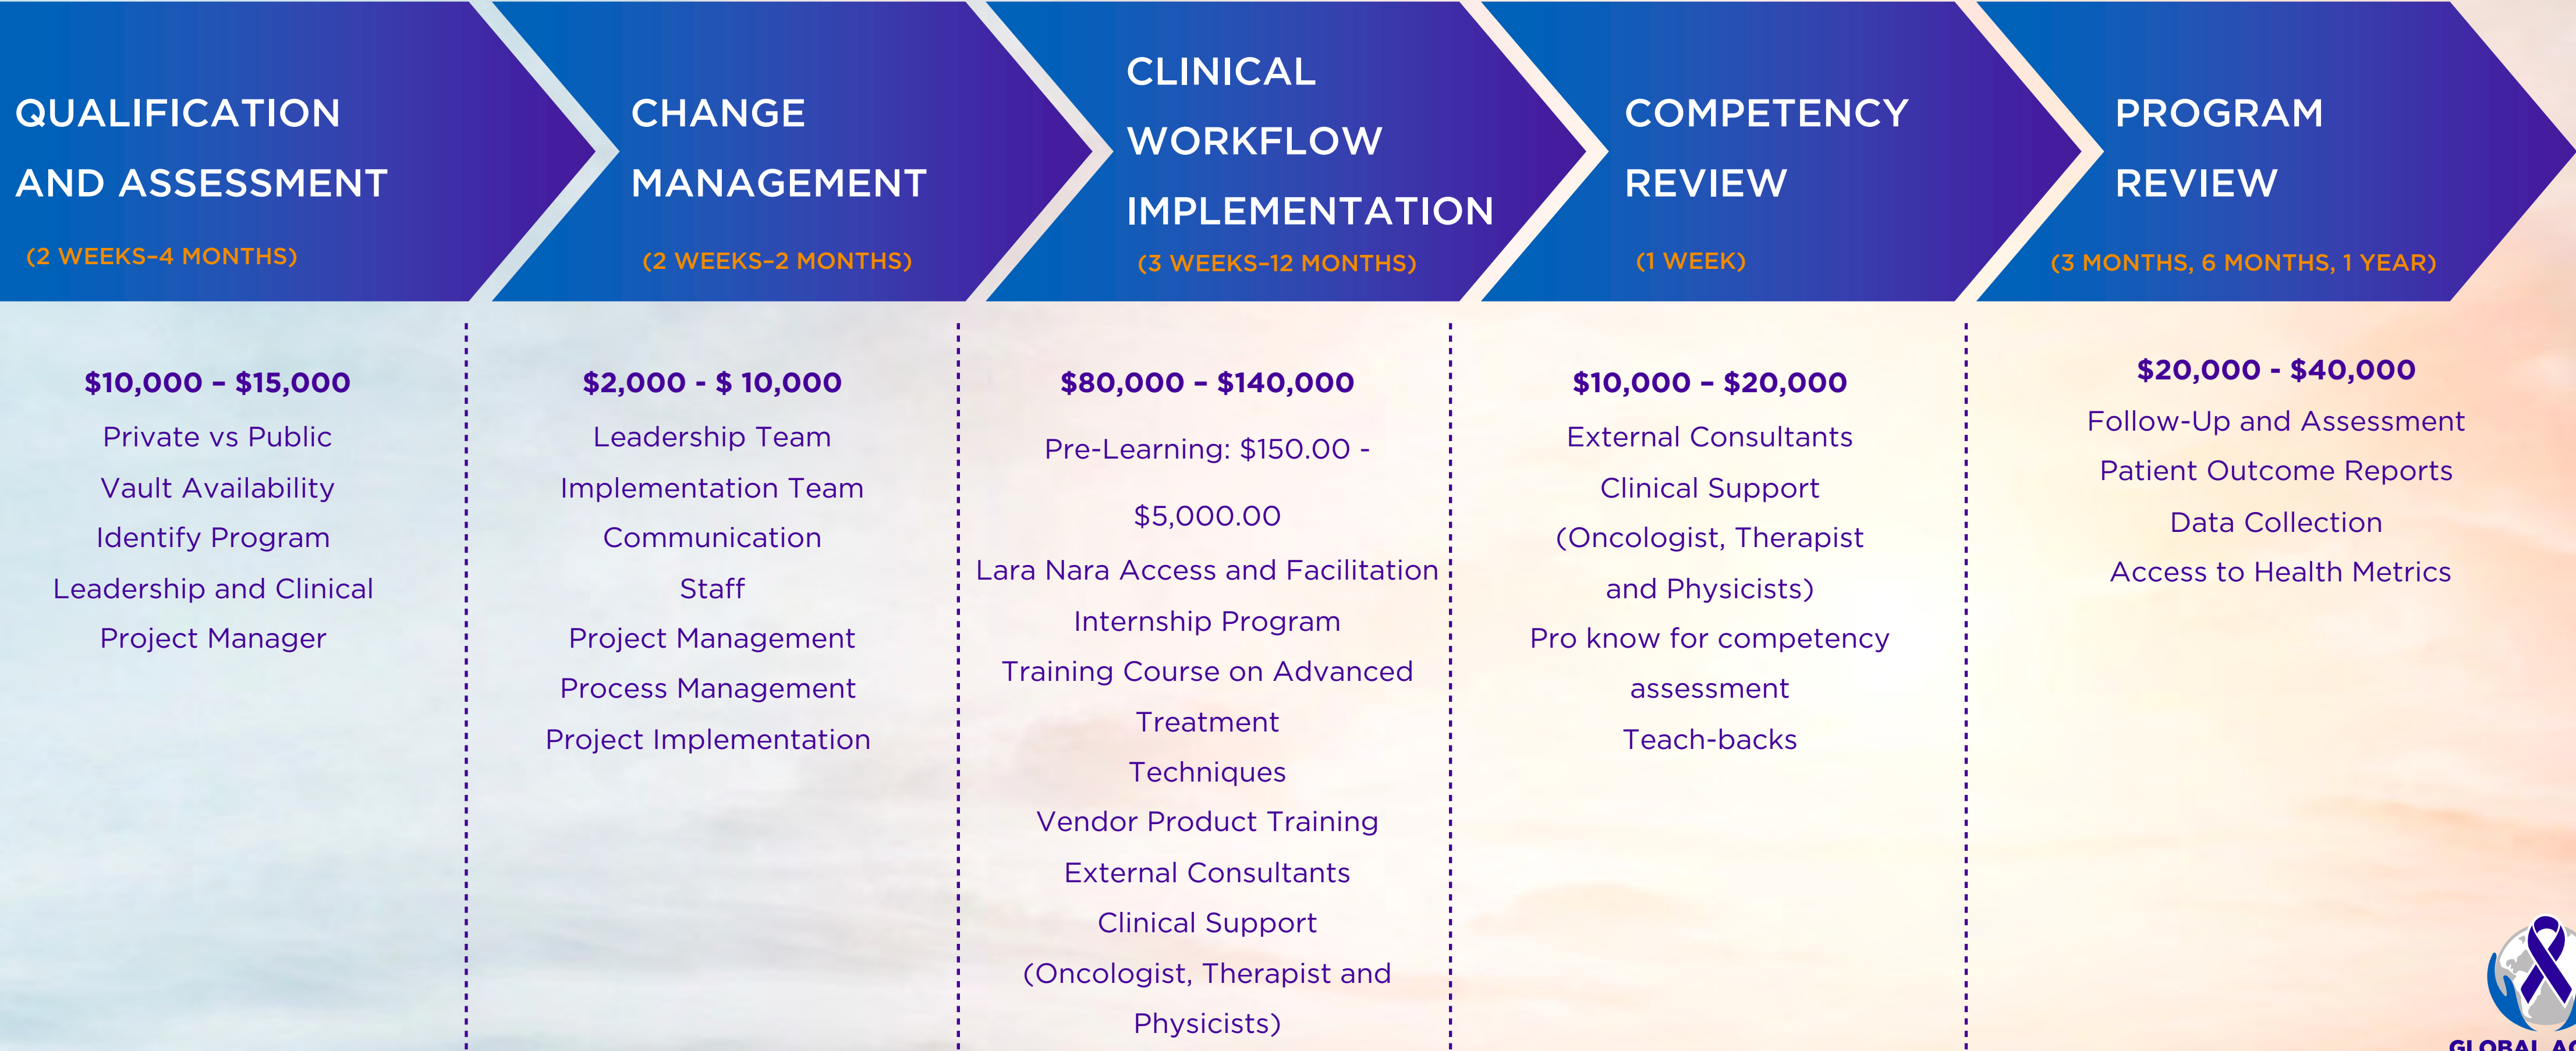 QUALIFICATION
AND ASSESSMENT
(2 WEEKS–4 MONTHS)
$10,000 – $15,000
Private vs Public
Vault Availability
Identify Program
Leadership and Clinical
Project Manager
CHANGE
MANAGEMENT
(2 WEEKS–2 MONTHS)
$2,000 - $ 10,000
Leadership Team
Implementation Team
Communication
Staff
Project Management
Process Management
Project Implementation
CLINICAL
WORKFLOW
IMPLEMENTATION
(3 WEEKS–12 MONTHS)
$80,000 – $140,000
Pre-Learning: $150.00 -
$5,000.00
Lara Nara Access and Facilitation
Internship Program
Training Course on Advanced
Treatment
Techniques
Vendor Product Training
External Consultants
Clinical Support
(Oncologist, Therapist and
Physicists)
COMPETENCY
REVIEW
(1 WEEK)
$10,000 – $20,000
External Consultants
Clinical Support
(Oncologist, Therapist
and Physicists)
Pro know for competency
assessment
Teach-backs
PROGRAM
REVIEW
(3 MONTHS, 6 MONTHS, 1 YEAR)
$20,000 - $40,000
Follow-Up and Assessment
Patient Outcome Reports
Data Collection
Access to Health Metrics
GLOBAL